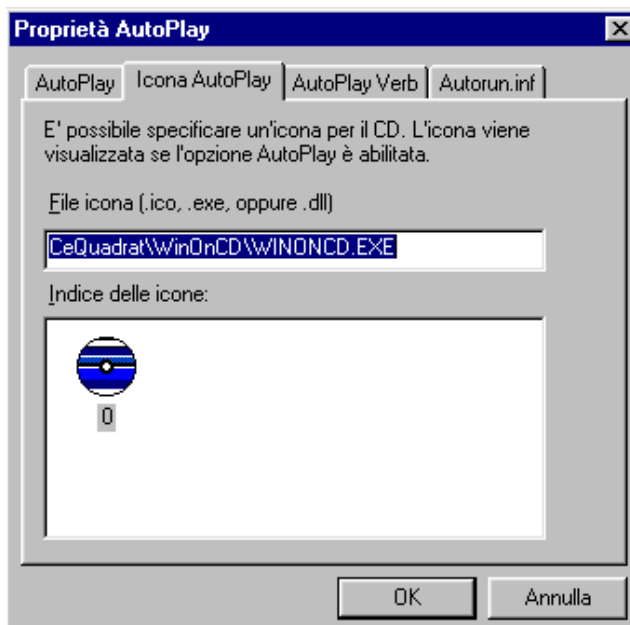 Proprietà AutoPlay
AutoPlay Icona AutoPlay AutoPlay Verb Autorun.inf
E' possibile specificare un'icona per il CD. L'icona viene
visualizzata se l'opzione AutoPlay è abilitata.
File icona (.ico, .exe, oppure .dll)
CeQuadrat\WinOnCD\WINONCD.EXE
Indice delle icone:
0
OK Annulla